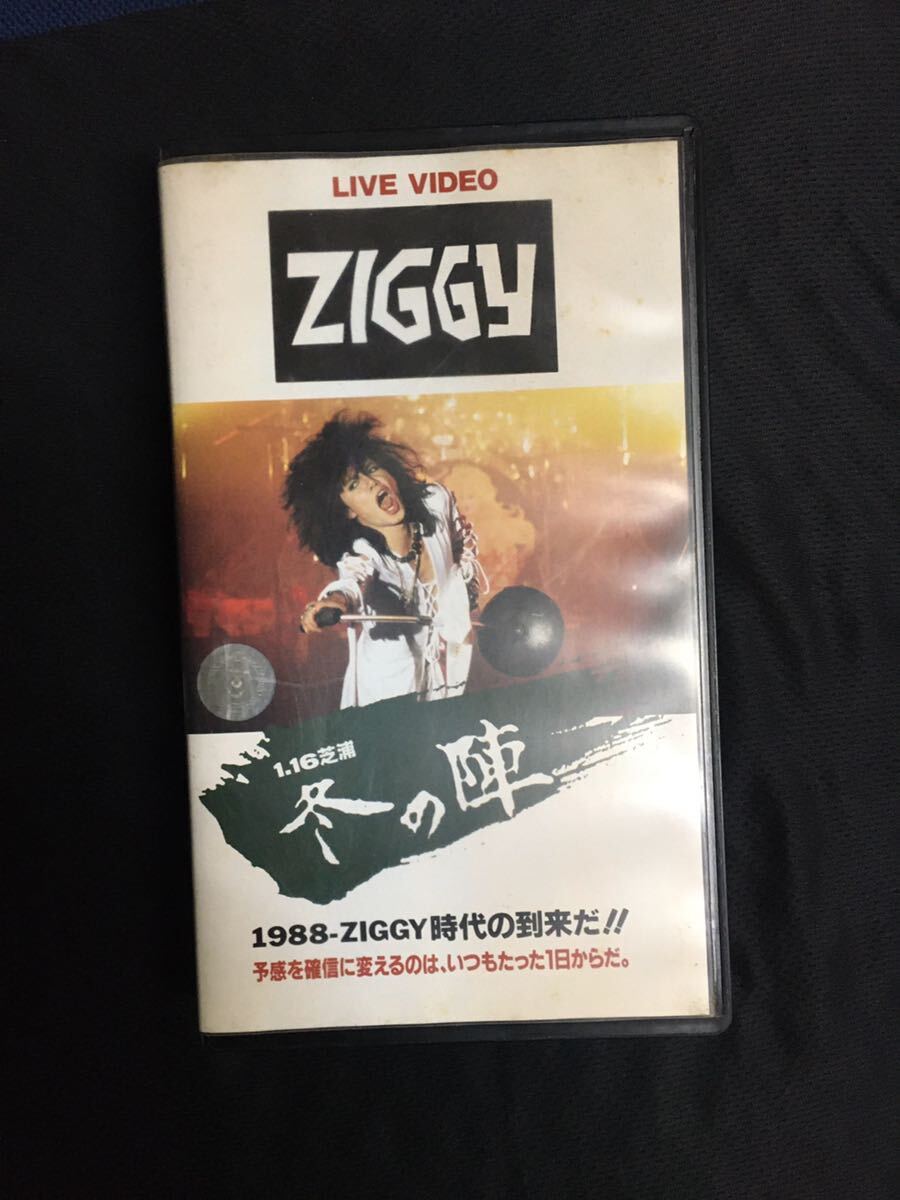 LIVE VIDEO
ZIGGY
1.16芝浦
冬の陣
1988-ZIGGY時代の到来だ!!
予感を確信に変えるのは、いつもたった1日からだ。